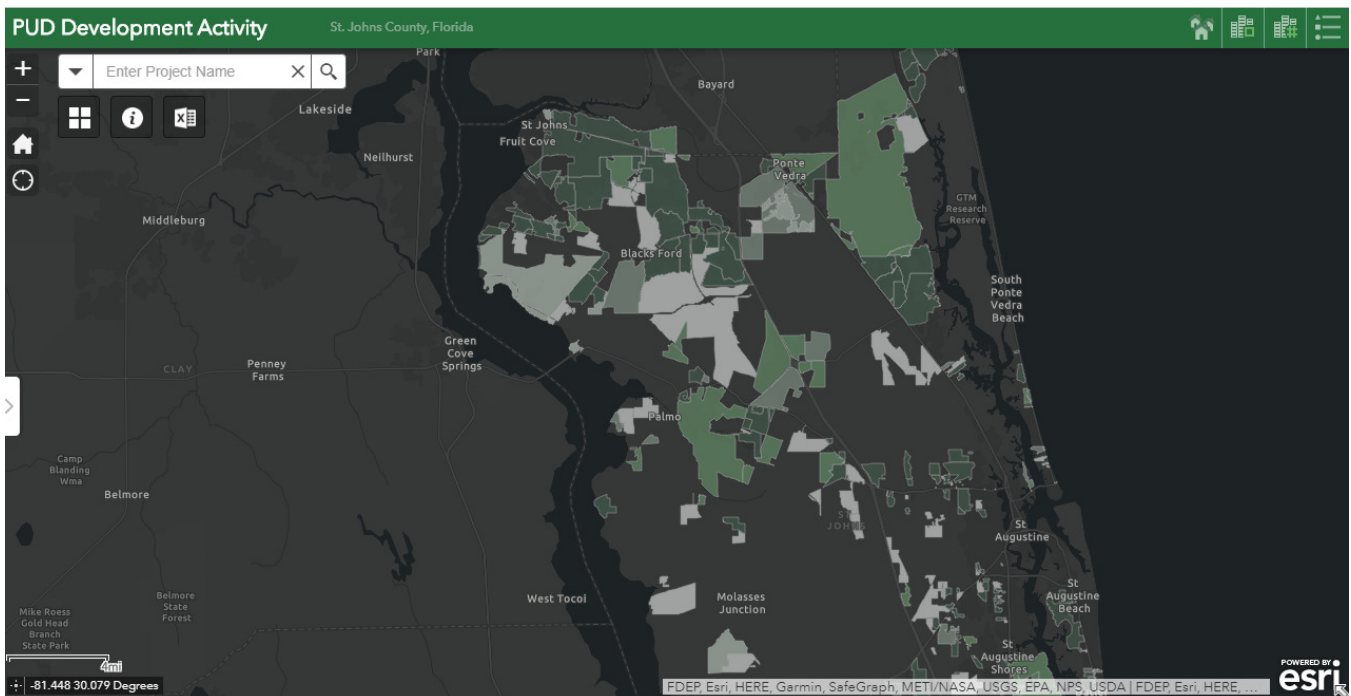 PUD Development Activity
St. Johns County, Florida
Enter Project Name
Park
Bayard
Lakeside
St Johns
Fruit Cove
Neilhurst
Ponte
Vedra
GTM
Research
Reserve
Middleburg
Blacks Ford
South
Ponte
Vedra
Beach
Green
Cove
Springs
CLAY
Penney
Farms
Palmo
Camp
Blanding
Wma
Belmore
ST
JOHNS
St
Augustine
Belmore
State
Forest
West Tocoi
Molasses
Junction
St
Augustine
Beach
Mike Roess
Gold Head
Branch
State Park
St
Augustine
Shores
4mi
-81.448 30.079 Degrees
FDEP, Esri, HERE, Garmin, SafeGraph, METI/NASA, USGS, EPA, NPS, USDA | FDEP, Esri, HERE, ...
POWERED BY
esri